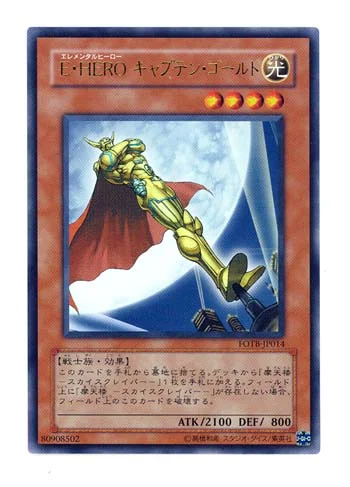 エレメンタルヒーロー
E・HERO キャプテン・ゴールド
光
FOTB-JP014
【戦士族・効果】
このカードを手札から墓地に捨てる。デッキから「摩天楼
－スカイスクレイパー－」1枚を手札に加える。フィールド
上に「摩天楼 －スカイスクレイパー－」が存在しない場合、
フィールド上のこのカードを破壊する。
ATK/2100 DEF/ 800
80908502
©高橋和希 スタジオ・ダイス/集英社